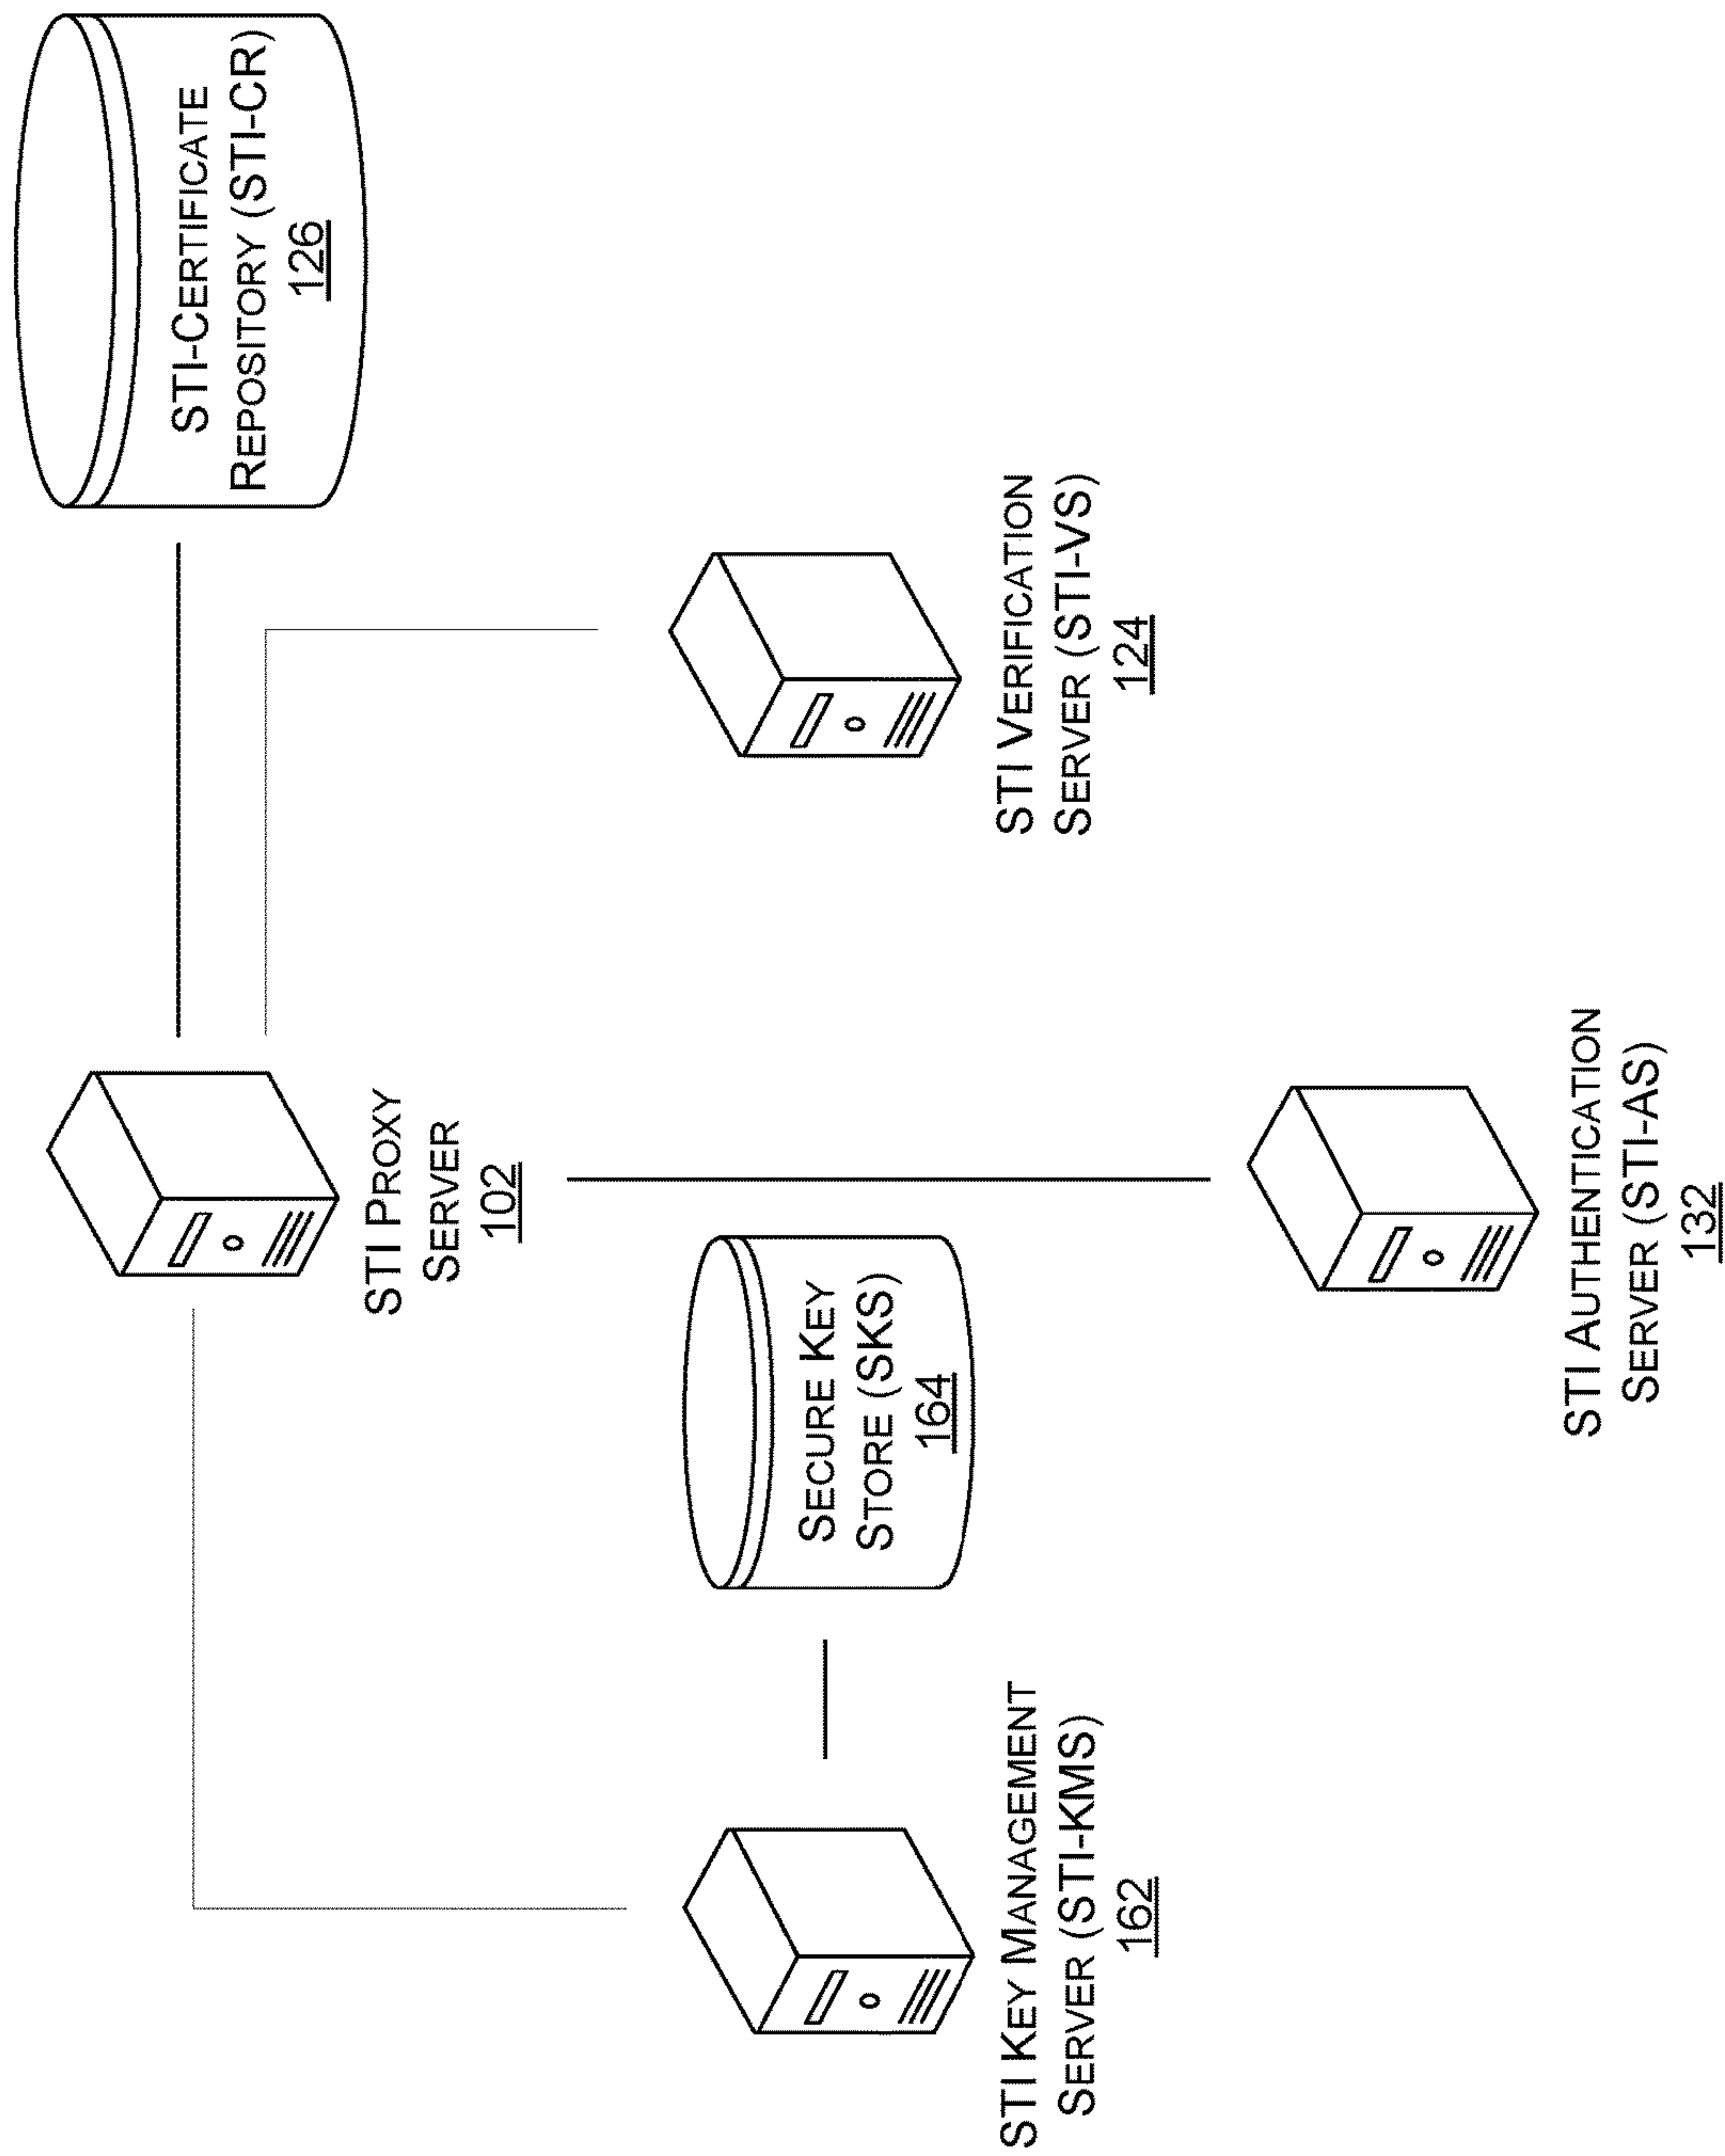 STI-CERTIFICATE
REPOSITORY (STI-CR)
126
STI PROXY
SERVER
102
STI VERIFICATION
SERVER (STI-VS)
124
SECURE KEY
STORE (SKS)
164
STI KEY MANAGEMENT
SERVER (STI-KMS)
162
STI AUTHENTICATION
SERVER (STI-AS)
132